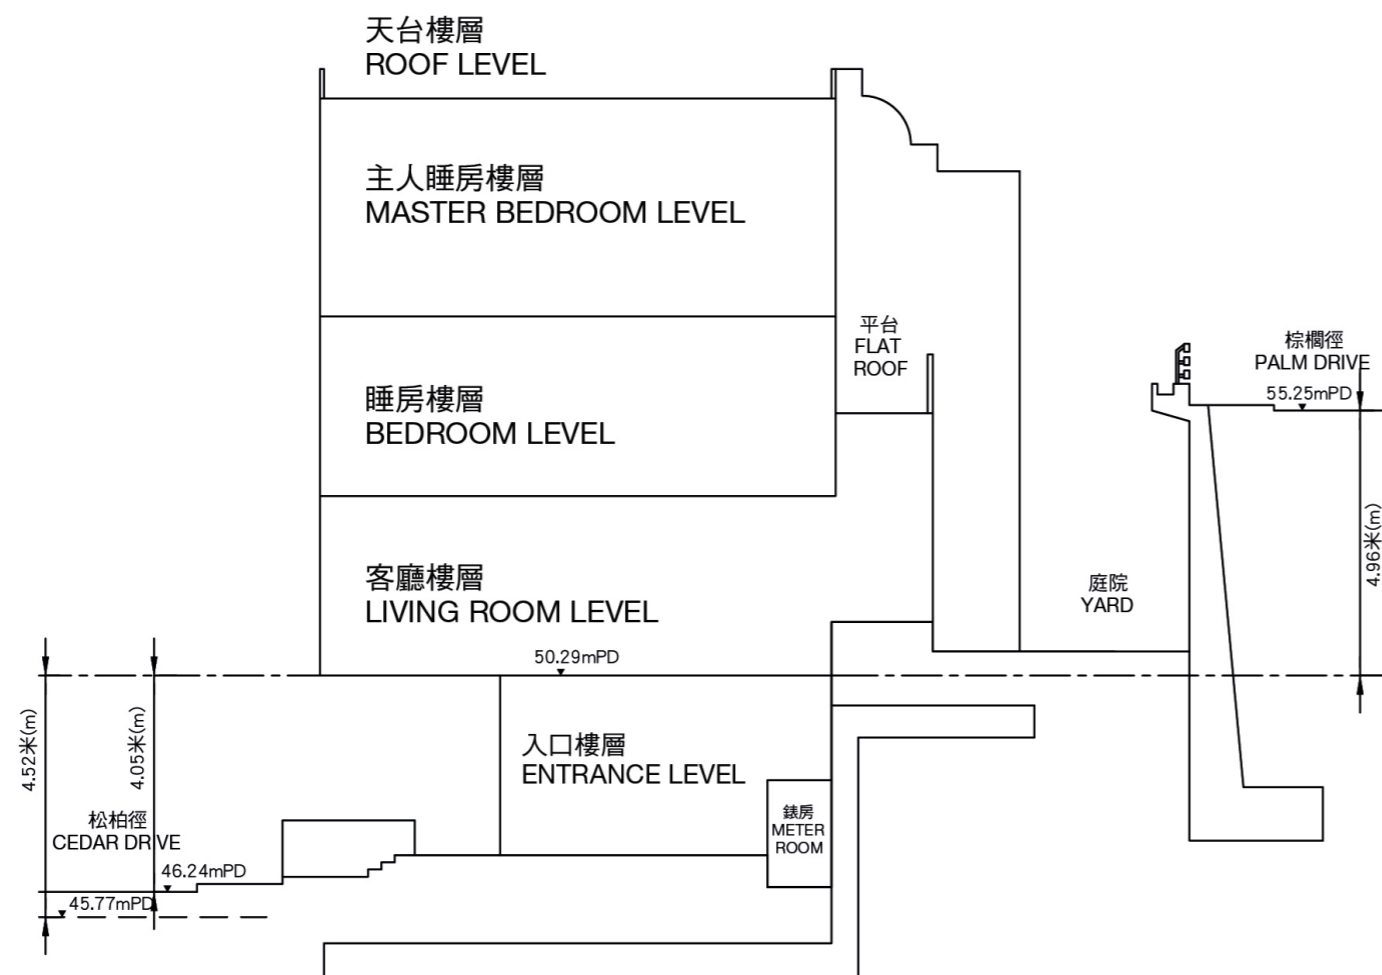 天台樓層
ROOF LEVEL
主人睡房樓層
MASTER BEDROOM LEVEL
平台
FLAT
ROOF
棕櫚徑
PALM DRIVE
55.25mPD
睡房樓層
BEDROOM LEVEL
4.96米(m)
客廳樓層
LIVING ROOM LEVEL
庭院
YARD
50.29mPD
4.52米(m)
4.05米(m)
入口樓層
ENTRANCE LEVEL
錶房
METER
ROOM
松柏徑
CEDAR DRIVE
46.24mPD
45.77mPD